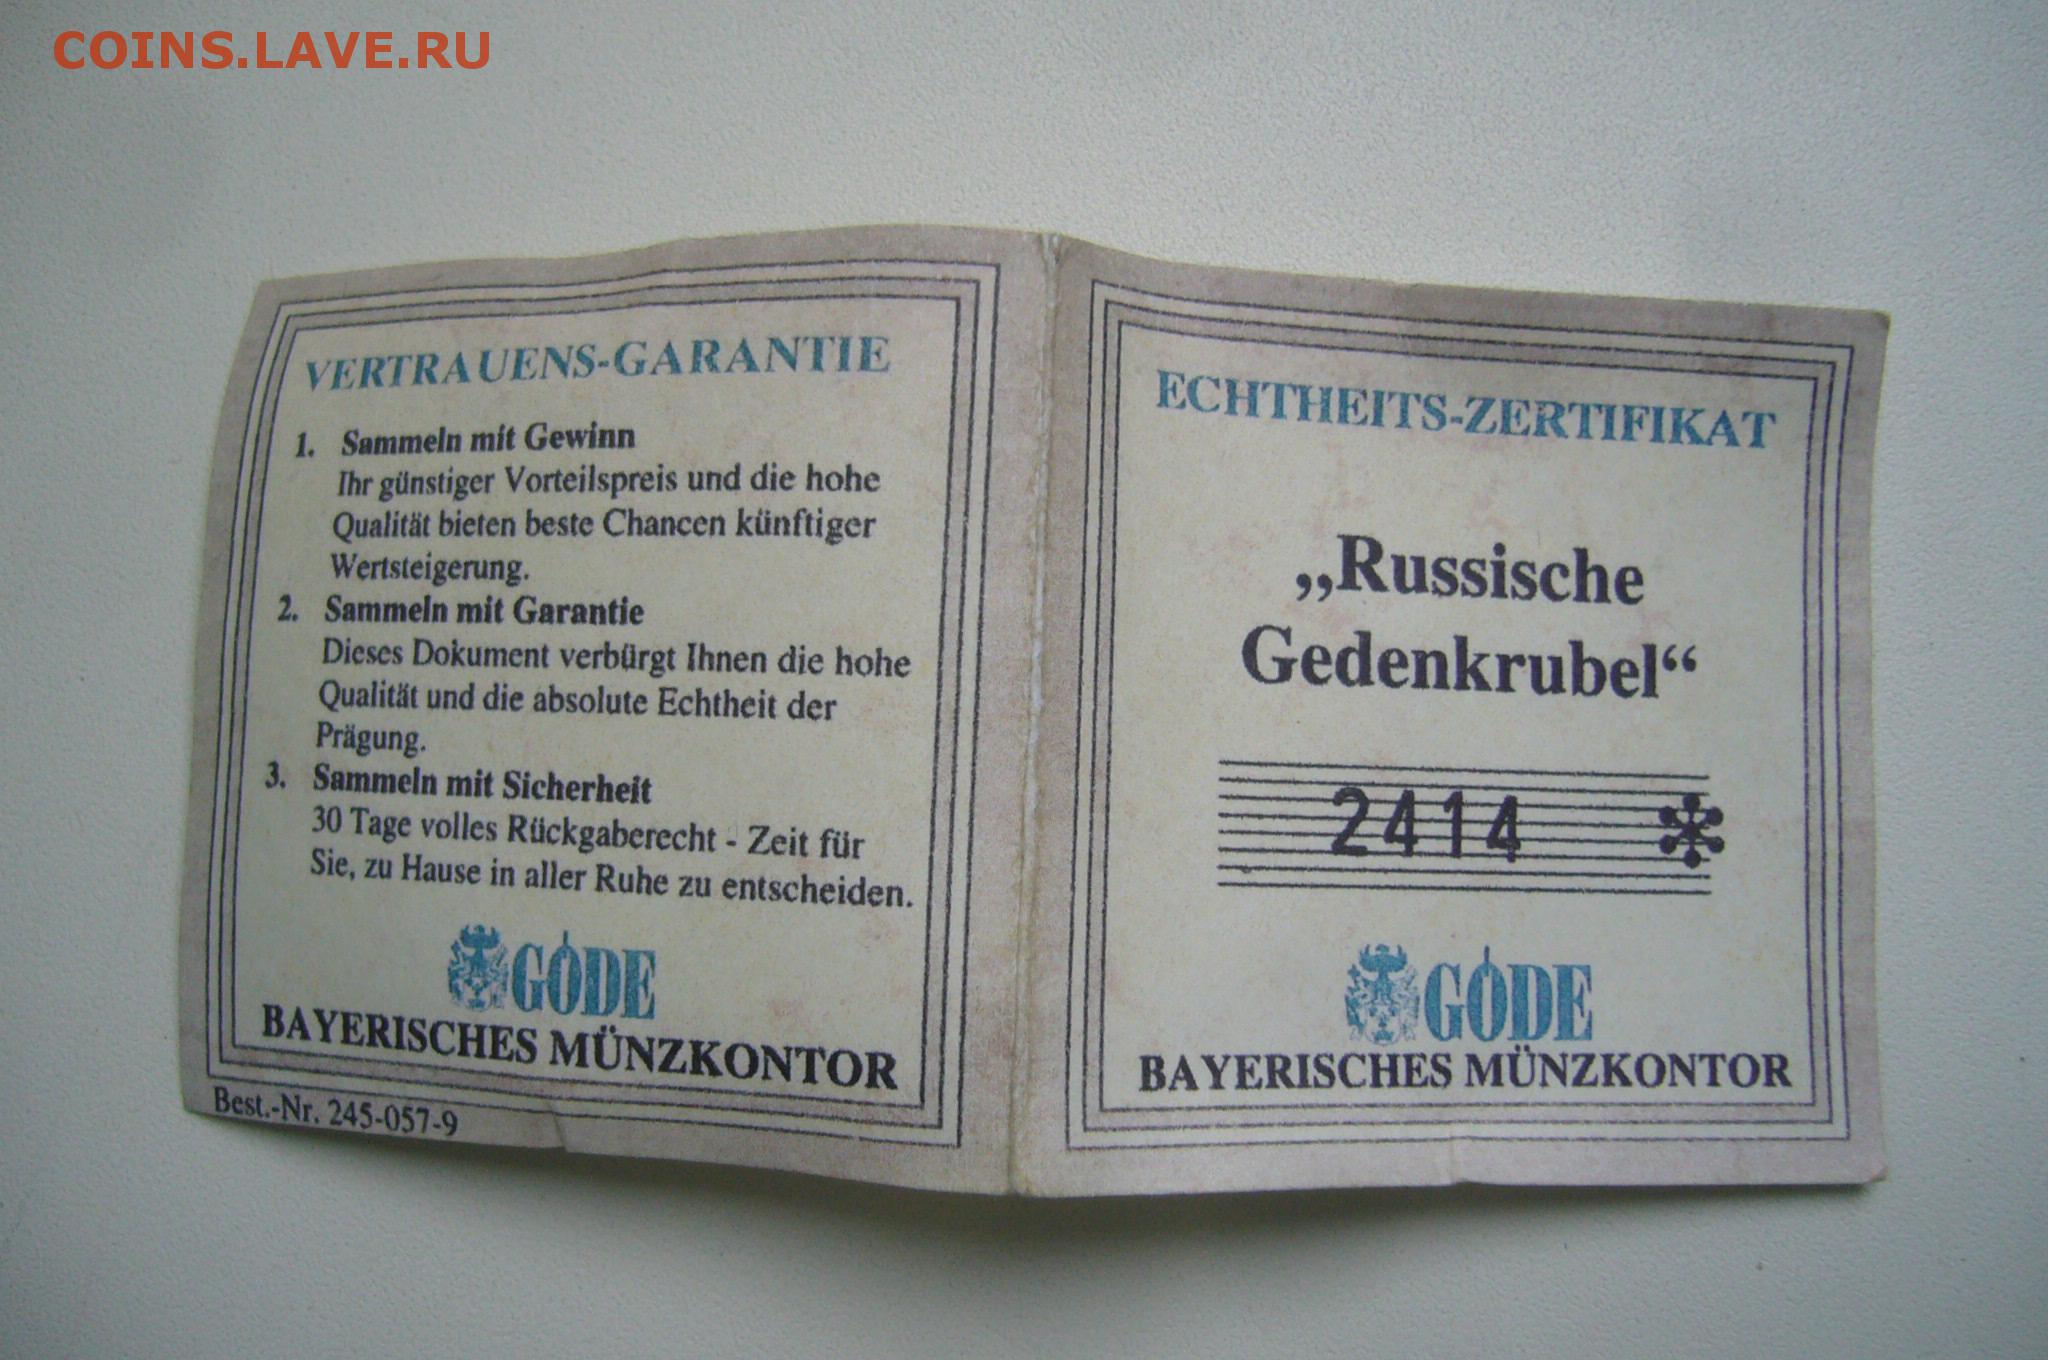 COINS.LAVE.RU
VERTRAUENS-GARANTIE
1. Sammeln mit Gewinn
Ihr günstiger Vorteilspreis und die hohe
Qualität bieten beste Chancen künftiger
Wertsteigerung.
2. Sammeln mit Garantie
Dieses Dokument verbürgt Ihnen die hohe
Qualität und die absolute Echtheit der
Prägung.
3. Sammeln mit Sicherheit
30 Tage volles Rückgaberecht - Zeit für
Sie, zu Hause in aller Ruhe zu entscheiden.
GÖDE
BAYERISCHES MÜNZKONTOR
Best.-Nr. 245-057-9
ECHTHEITS-ZERTIFIKAT
„Russische
Gedenkrubel“
2414 *
GÖDE
BAYERISCHES MÜNZKONTOR